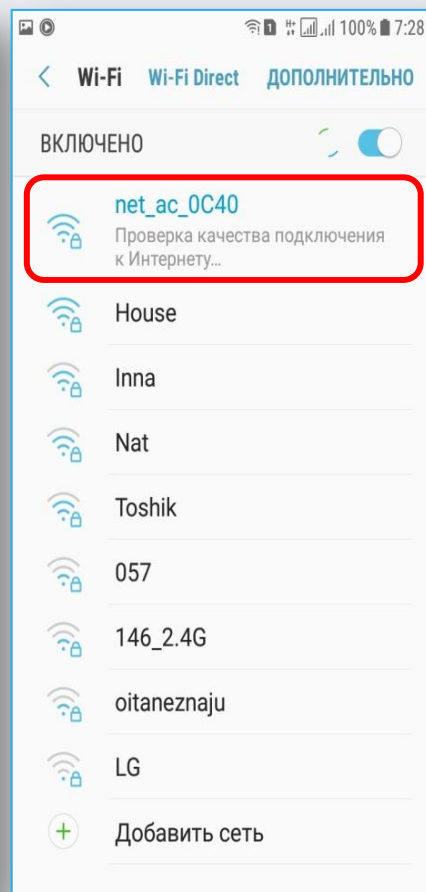 100% 7:28
Wi-Fi Wi-Fi Direct ДОПОЛНИТЕЛЬНО
ВКЛЮЧЕНО
net_ac_0C40
Проверка качества подключения
к Интернету...
House
Inna
Nat
Toshik
057
146_2.4G
oitaneznaju
LG
Добавить сеть